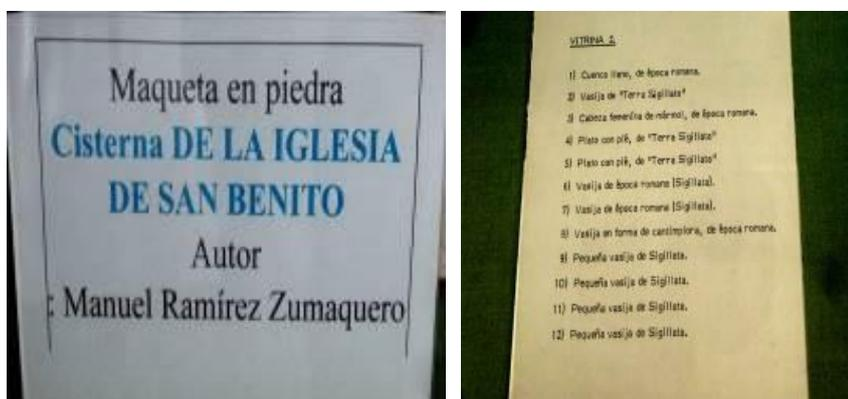 Maqueta en piedra
Cisterna DE LA IGLESIA
DE SAN BENITO
Autor
: Manuel Ramírez Zumaquero
VITRINA 2
1) Cuenco llano, de época romana.
2) Vasija de "Terra Sigillata"
3) Cabeza femenina de mármol, de época romana.
4) Plato con pié, de "Terra Sigillata"
5) Plato con pié, de "Terra Sigillata"
6) Vasija de época romana (Sigillata).
7) Vasija de época romana (Sigillata).
8) Vasija en forma de cantimplora, de época romana.
9) Pequeña vasija de Sigillata.
10) Pequeña vasija de Sigillata.
11) Pequeña vasija de Sigillata.
12) Pequeña vasija de Sigillata.